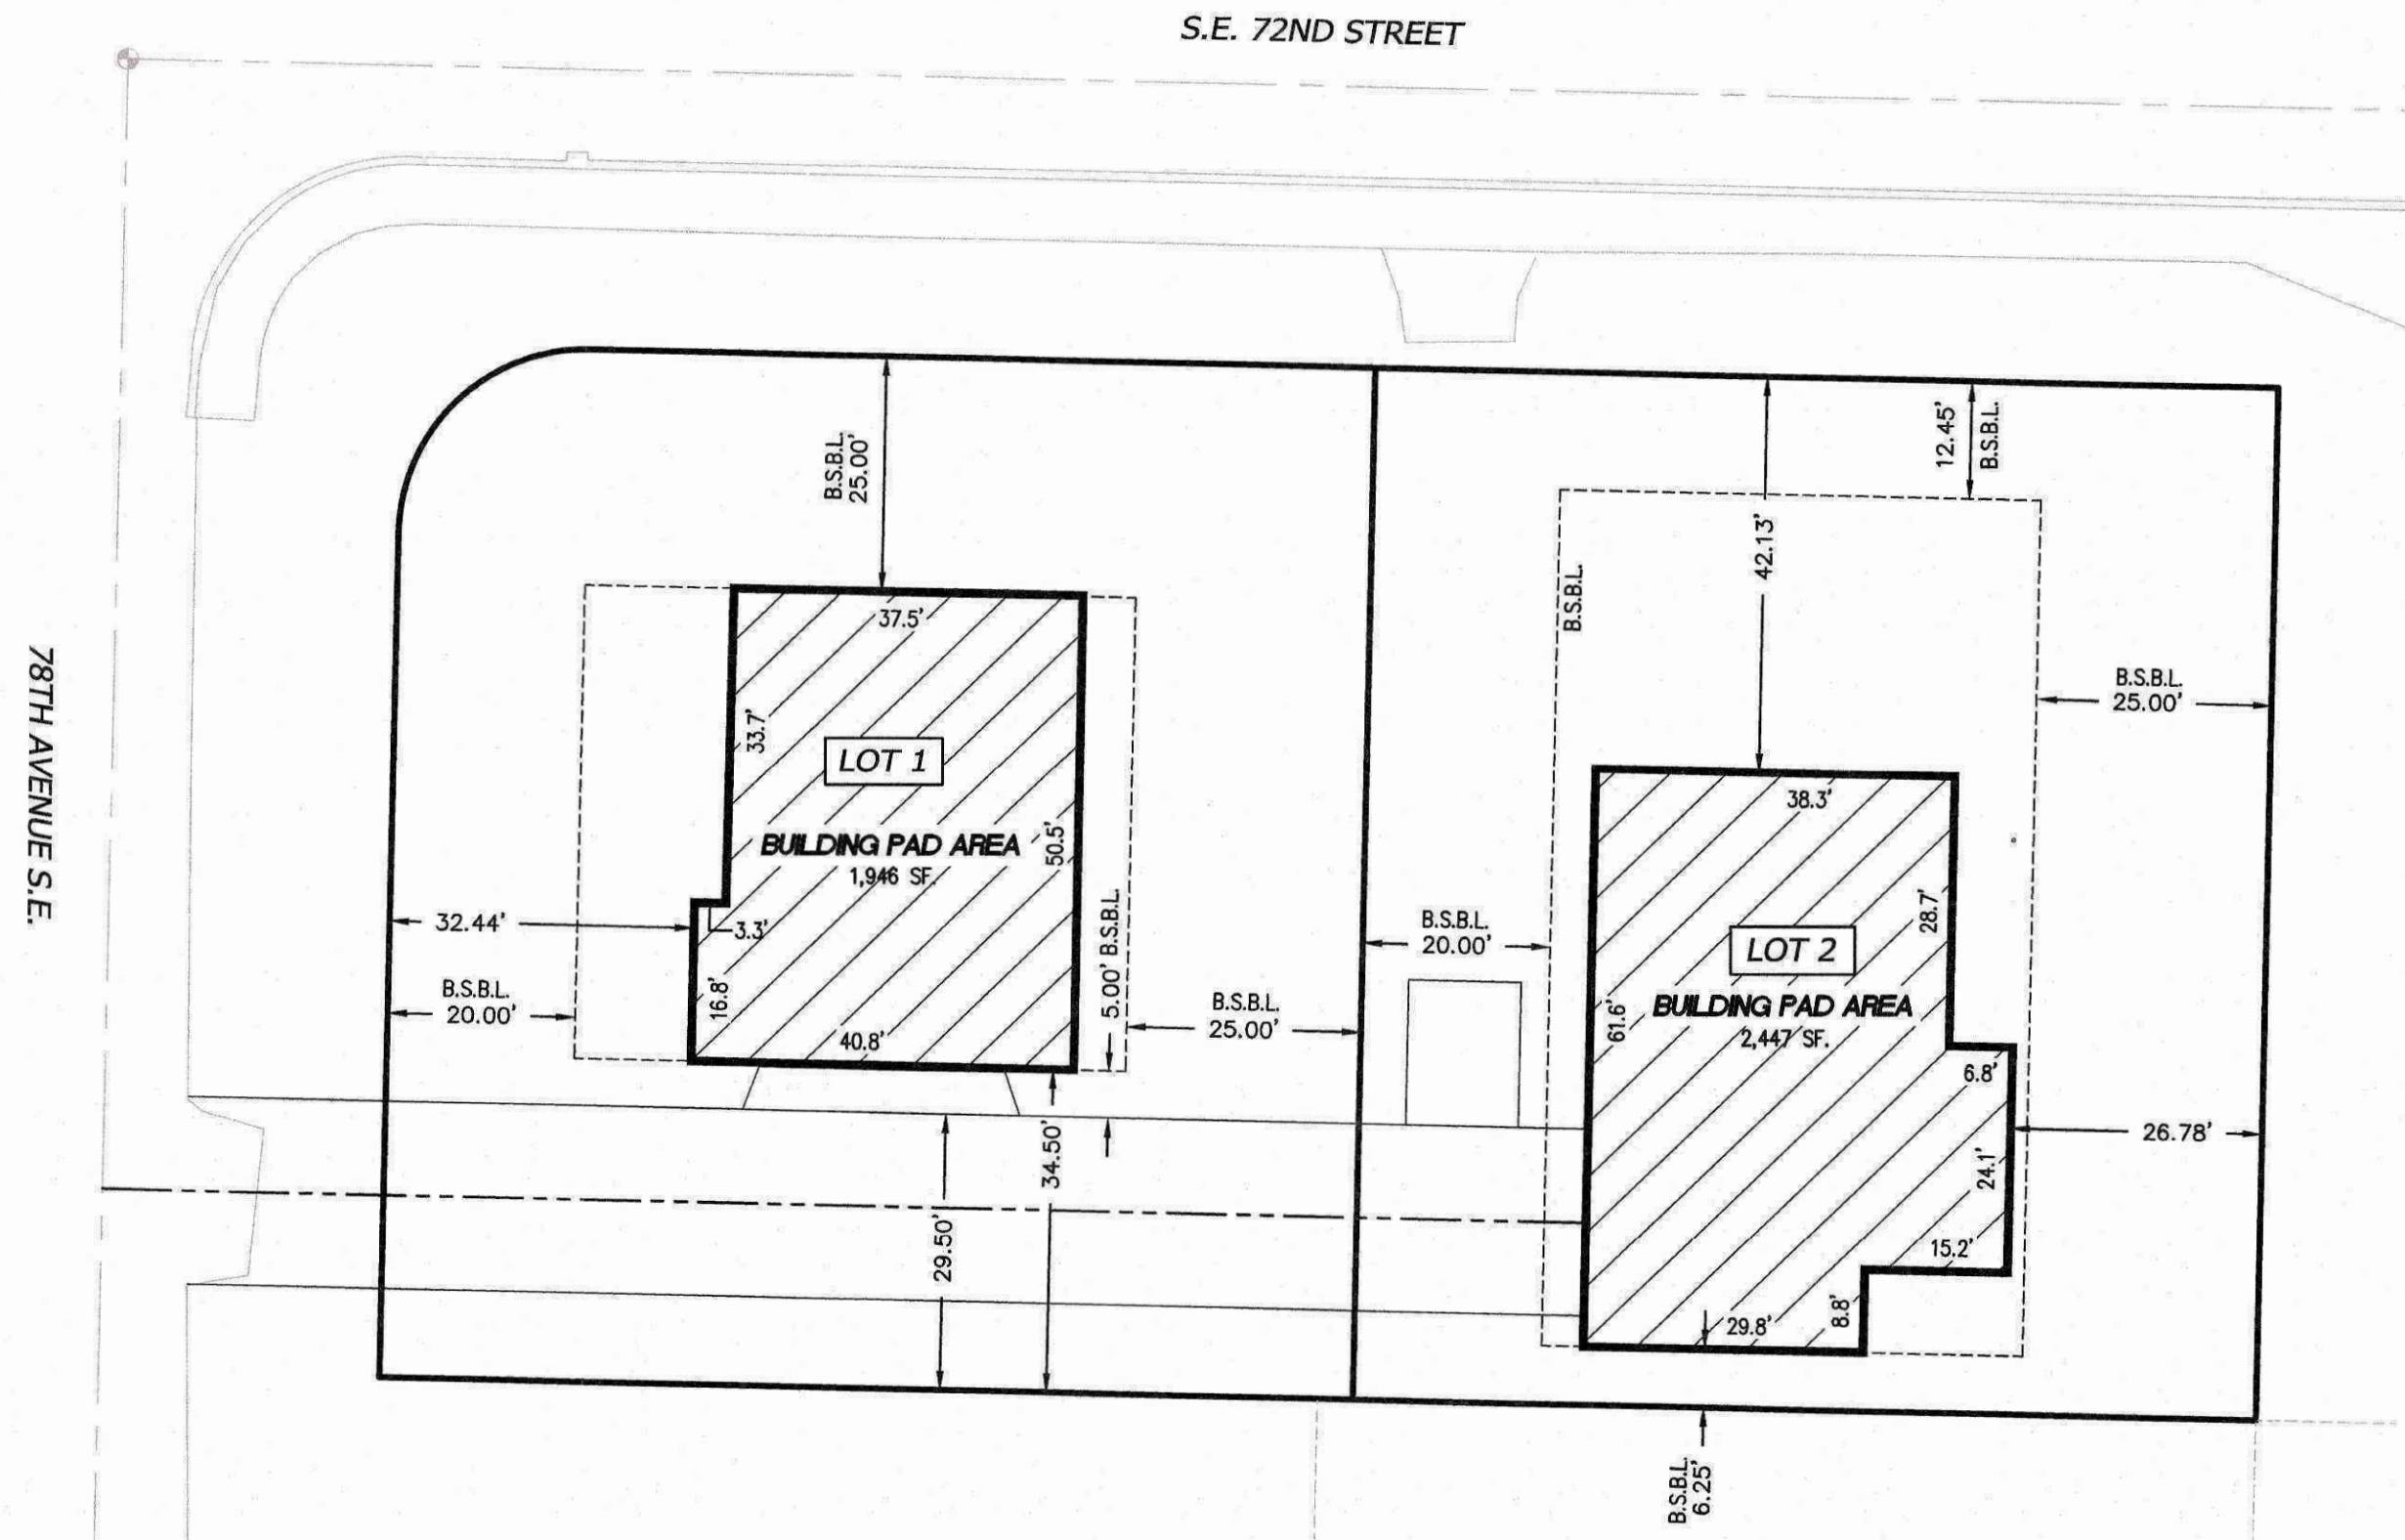 S.E. 72ND STREET
78TH AVENUE S.E.
B.S.B.L.
25.00'
37.5'
33.7'
LOT 1
BUILDING PAD AREA
1,946 SF.
50.5'
32.44'
3.3'
16.8'
40.8'
B.S.B.L.
20.00'
5.00' B.S.B.L.
B.S.B.L.
25.00'
29.50'
34.50'
12.45'
B.S.B.L.
42.13'
B.S.B.L.
B.S.B.L.
25.00'
38.3'
28.7'
LOT 2
BUILDING PAD AREA
2,447 SF.
61.6'
B.S.B.L.
20.00'
6.8'
26.78'
24.1'
15.2'
8.8'
29.8'
B.S.B.L.
6.25'